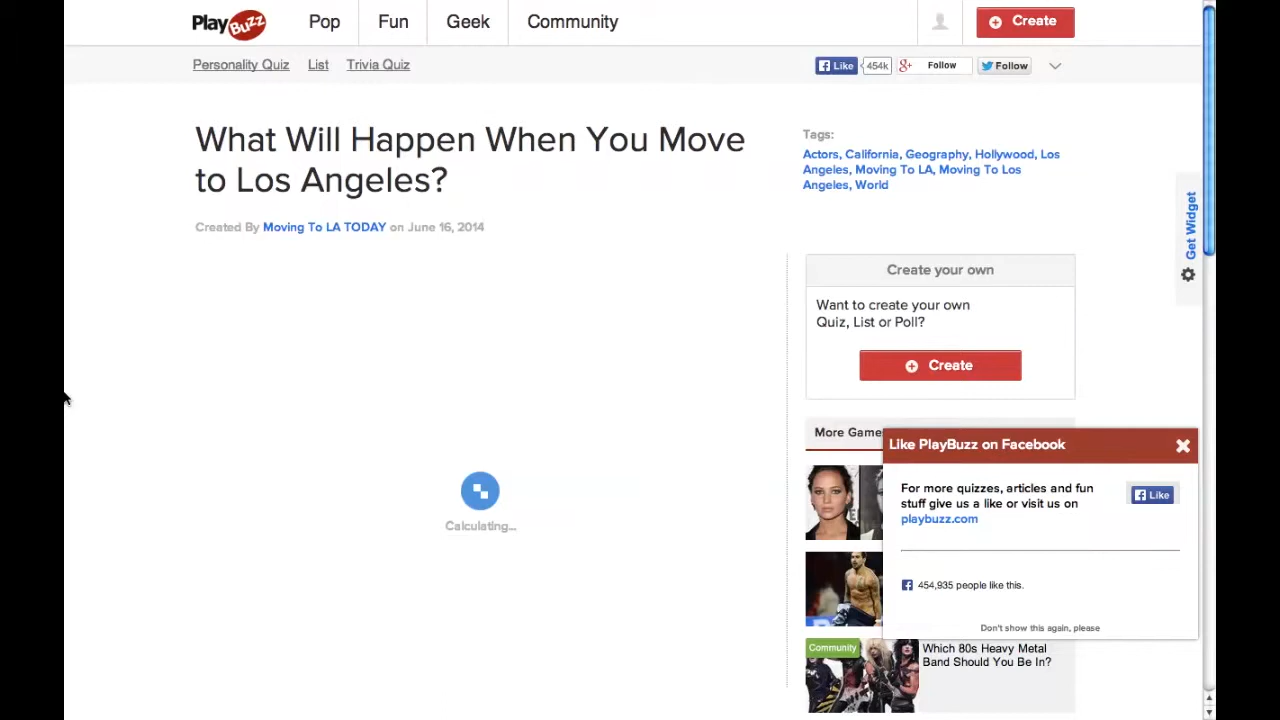 PlayBuzz
Pop
Fun
Geek
Community
Create
Personality Quiz
List
Trivia Quiz
Like
454k
Follow
Follow
What Will Happen When You Move
to Los Angeles?
Created By Moving To LA TODAY on June 16, 2014
Tags:
Actors, California, Geography, Hollywood, Los
Angeles, Moving To LA, Moving To Los
Angeles, World
Get Widget
Create your own
Want to create your own
Quiz, List or Poll?
Create
Calculating...
More Game
Like PlayBuzz on Facebook
For more quizzes, articles and fun
stuff give us a like or visit us on
playbuzz.com
Like
454,935 people like this.
Don't show this again, please
Community
Which 80s Heavy Metal
Band Should You Be In?